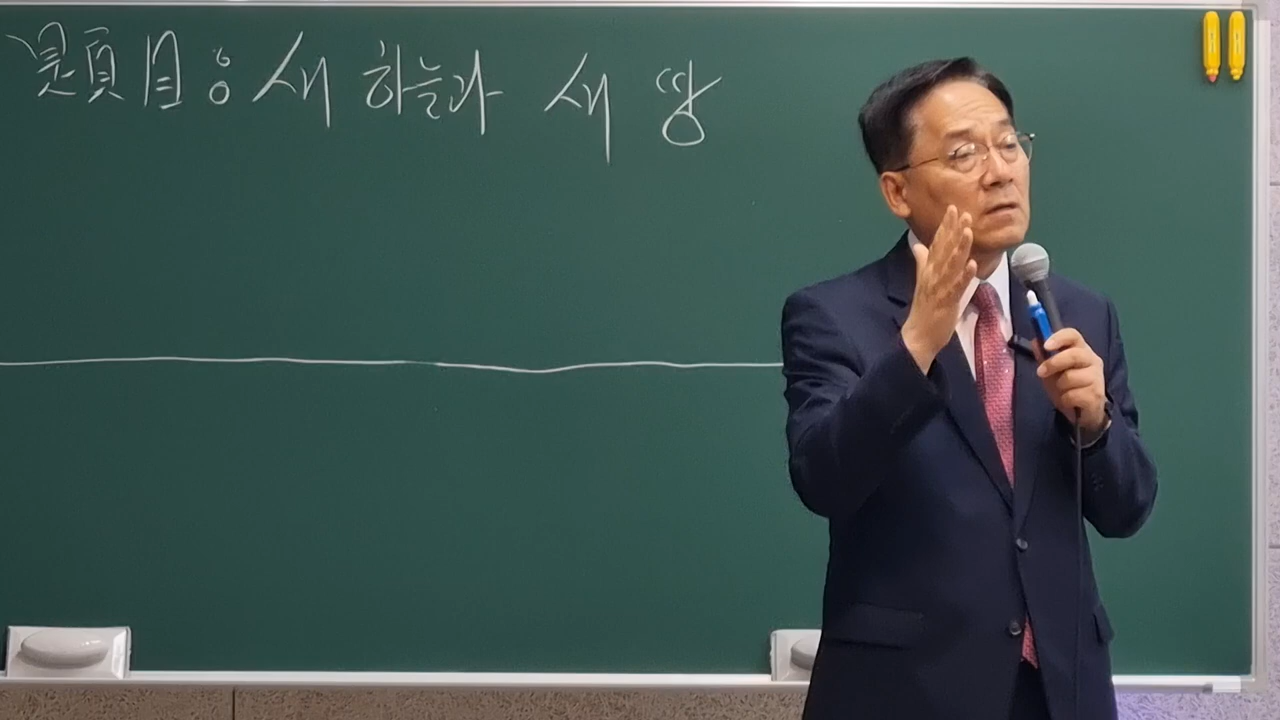 題目 : 새 하늘과 새 땅